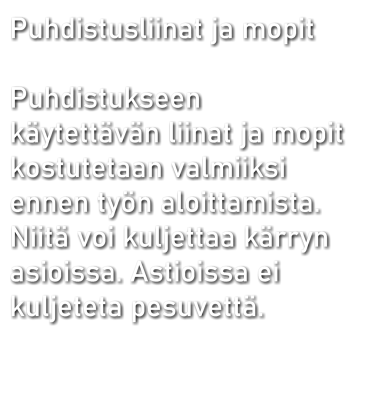 Puhdistusliinat ja mopit
Puhdistukseen
käytettävän liinat ja mopit
kostutetaan valmiiksi
ennen työn aloittamista.
Niitä voi kuljettaa kärryn
asioissa. Astioissa ei
kuljeteta pesuvettä.